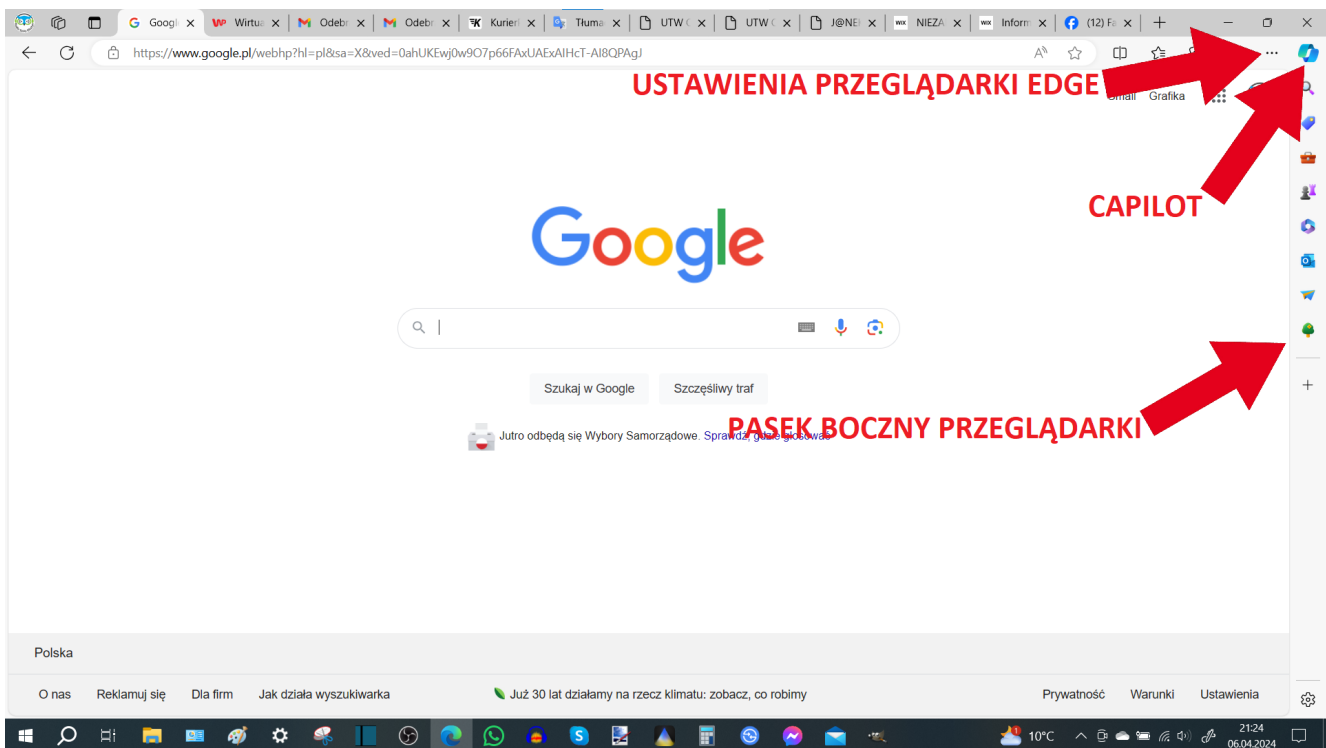 Googl
Wirtua
Odebr
Odebr
Kurier
Tłuma
UTW
UTW
J@NE
NIEZA
Inform
(12) Fa
https://www.google.pl/webhp?hl=pl&sa=X&ved=0ahUKEwj0w9O7p66FAxUAExAIHcT-AI8QPAgJ
USTAWIENIA PRZEGLĄDARKI EDGE
Gmail Grafika
CAPILOT
Google
Szukaj w Google
Szczęśliwy traf
Jutro odbędą się Wybory Samorządowe. Sprawdź, gdzie głosować
PASEK BOCZNY PRZEGLĄDARKI
Polska
O nas Reklamuj się Dla firm Jak działa wyszukiwarka Już 30 lat działamy na rzecz klimatu: zobacz, co robimy Prywatność Warunki Ustawienia
10°C
21:24
06.04.2024